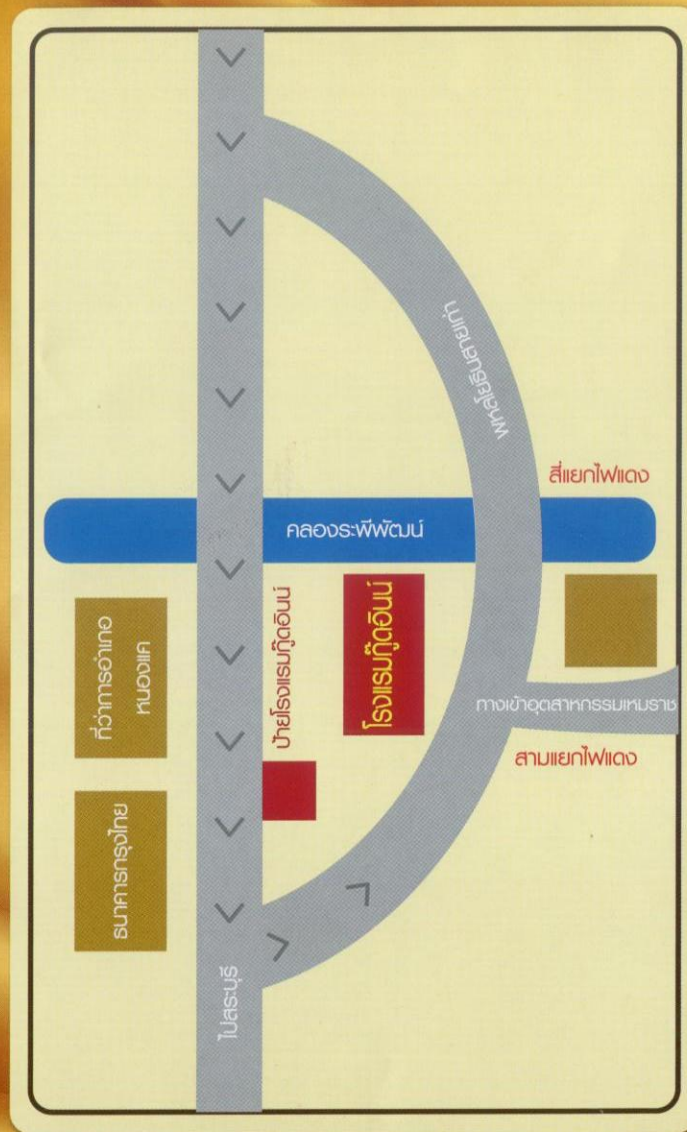 พหลโยธินสายเก่า
สี่แยกไฟแดง
คลองระพีพัฒน์
ที่ว่าการอำเภอ
หนองแค
ป้ายโรงแรมกู๊ดอินน์
โรงแรมกู๊ดอินน์
ทางเข้าอุตสาหกรรมเหมราช
สามแยกไฟแดง
ธนาคารกรุงไทย
ไปสระบุรี